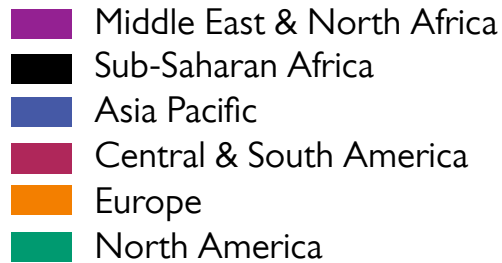 Middle East & North Africa
Sub-Saharan Africa
Asia Pacific
Central & South America
Europe
North America